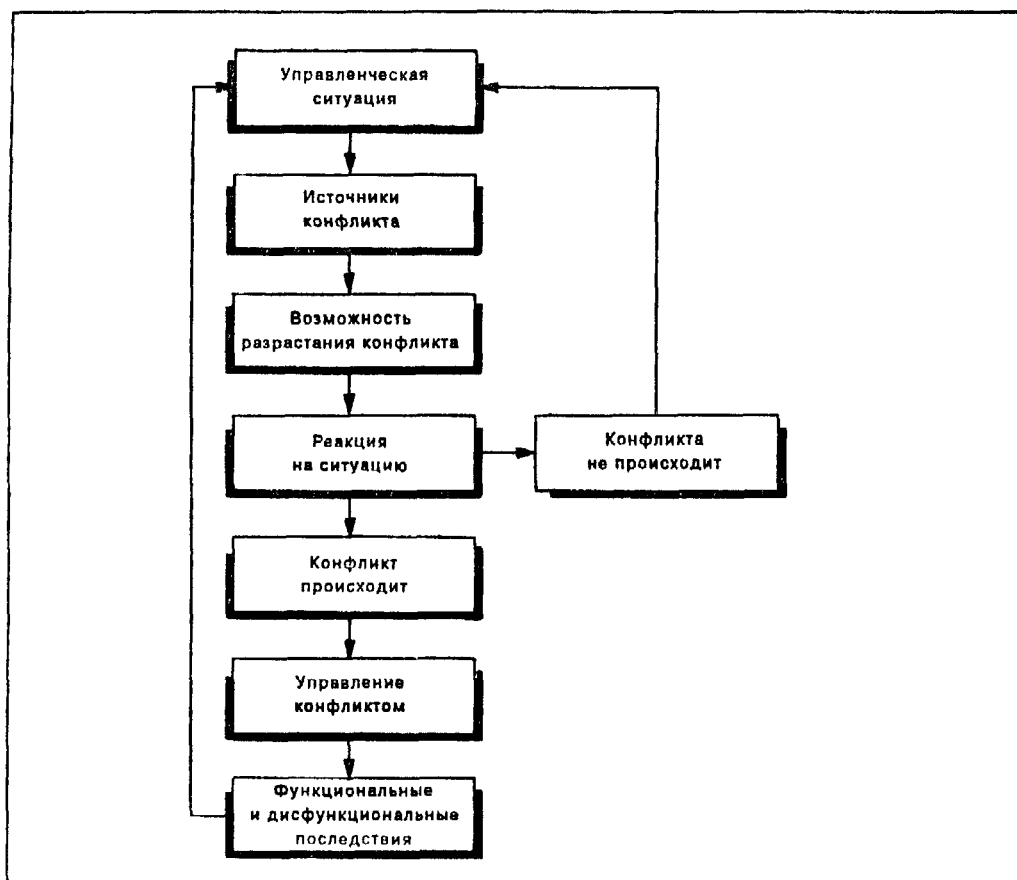 Управленческая
ситуация
Источники
конфликта
Возможность
разрастания конфликта
Реакция
на ситуацию
Конфликта
не происходит
Конфликт
происходит
Управление
конфликтом
Функциональные
и дисфункциональные
последствия